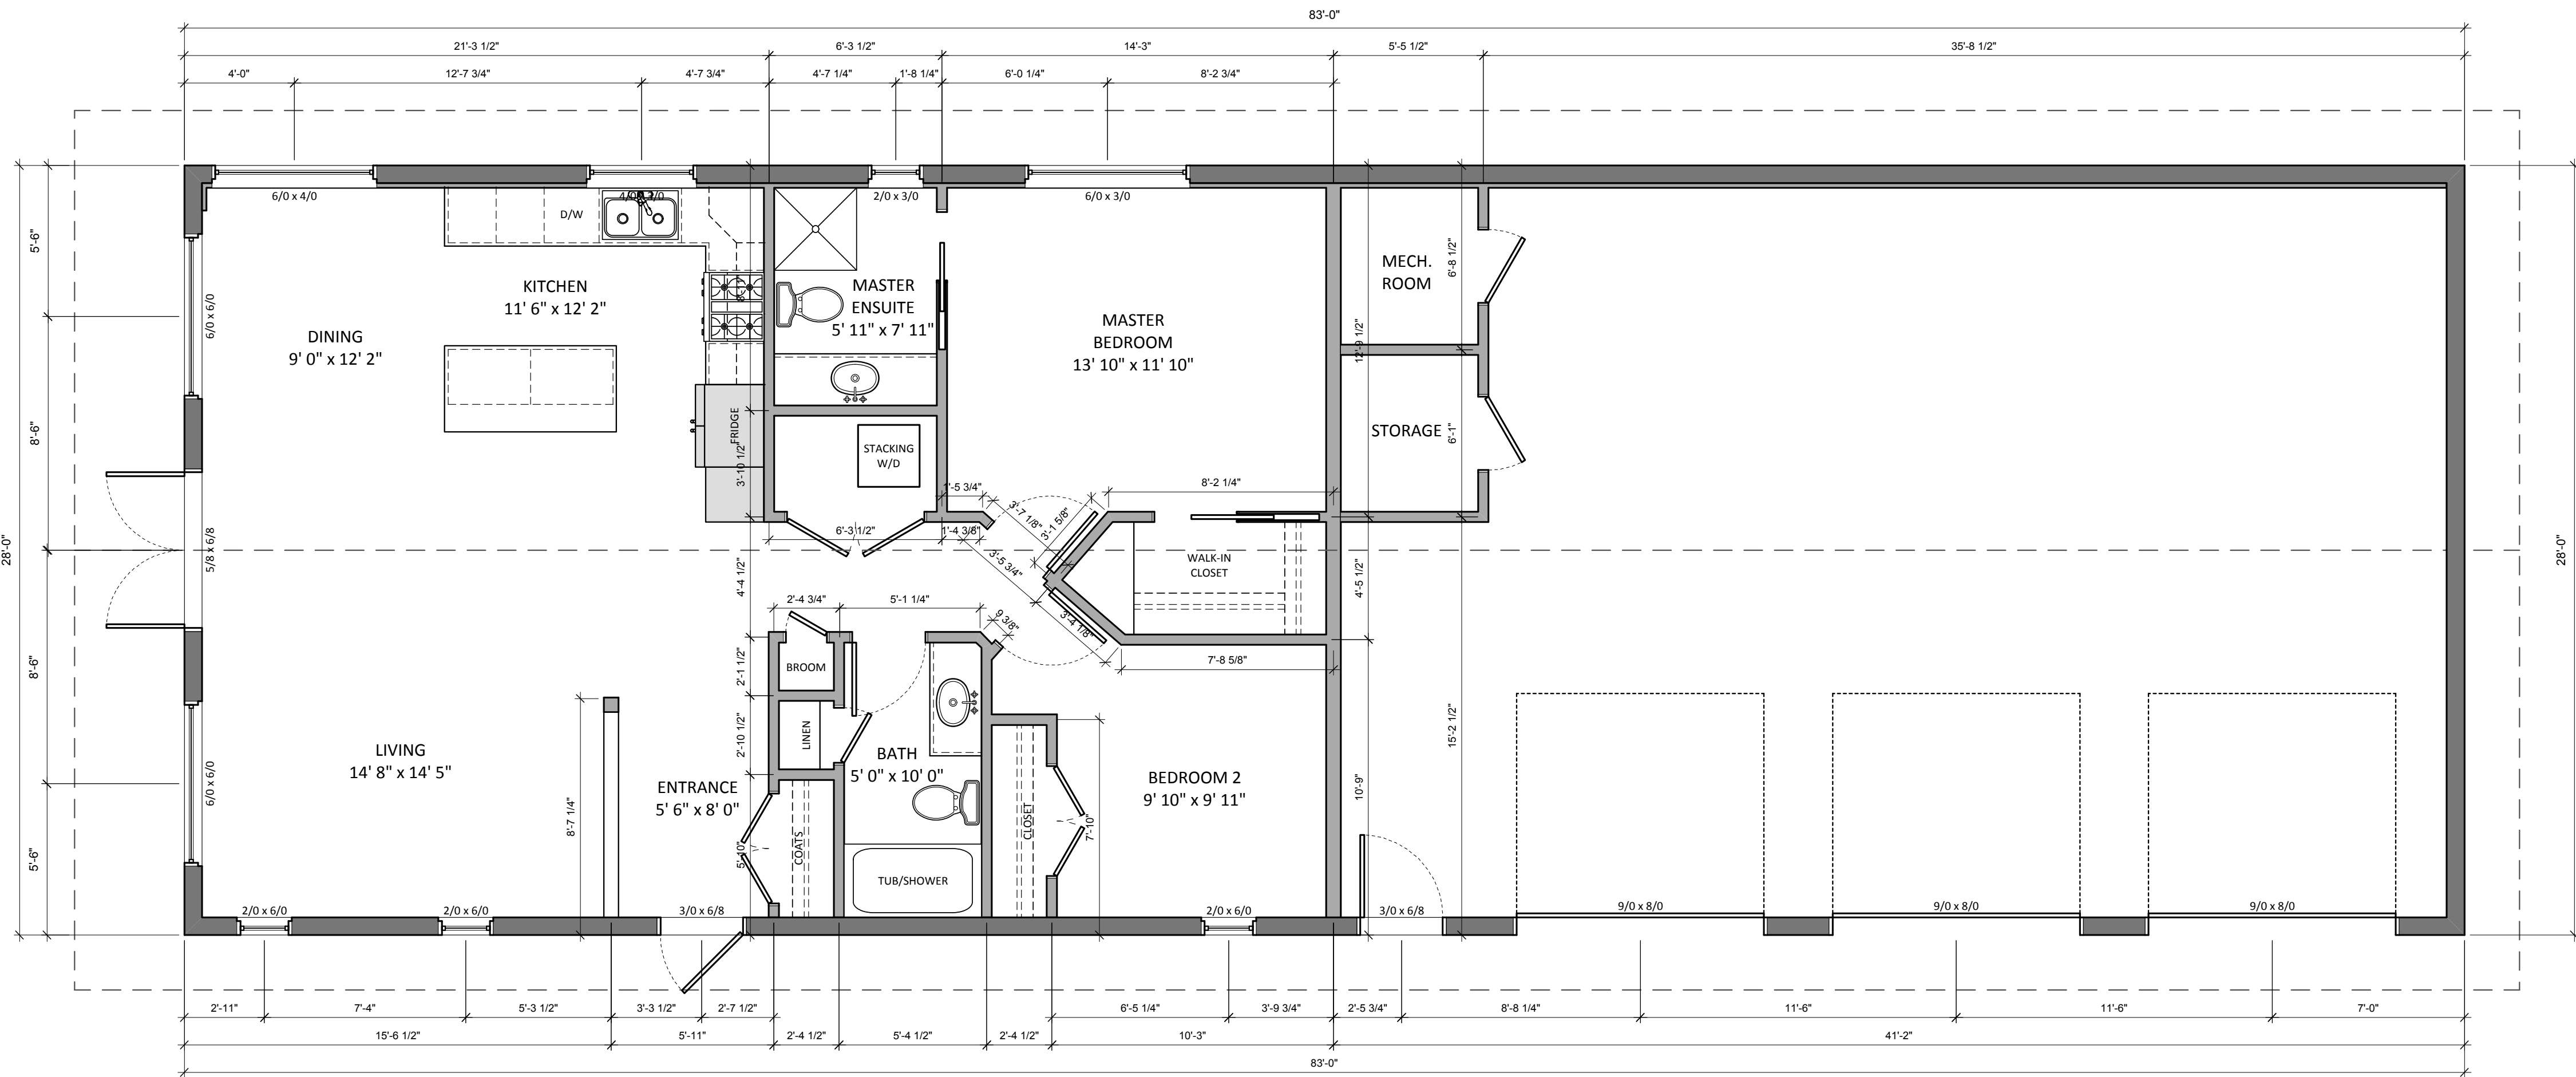 83'-0"
21'-3 1/2"
6'-3 1/2"
14'-3"
5'-5 1/2"
35'-8 1/2"
4'-0"
12'-7 3/4"
4'-7 3/4"
4'-7 1/4"
1'-8 1/4"
6'-0 1/4"
8'-2 3/4"
6/0 x 4/0
2/0 x 3/0
6/0 x 3/0
D/W
5'-6"
8'-6"
8'-6"
5'-6"
28'-0"
6/0 x 6/0
5/8 x 6/8
6/0 x 6/0
KITCHEN
11' 6" x 12' 2"
DINING
9' 0" x 12' 2"
MASTER
ENSUITE
5' 11" x 7' 11"
MASTER
BEDROOM
13' 10" x 11' 10"
MECH.
ROOM
6'-8 1/2"
12'-9 1/2"
STORAGE
6'-1"
FRIDGE
3'-10 1/2"
STACKING
W/D
1'-5 3/4"
8'-2 1/4"
3'-7 1/8"
3'-1 5/8"
6'-3 1/2"
1'-4 3/8"
3'-5 3/4"
WALK-IN
CLOSET
4'-4 1/2"
4'-5 1/2"
28'-0"
2'-4 3/4"
5'-1 1/4"
9 3/8"
3'-4 1/8"
7'-8 5/8"
BROOM
2'-1 1/2"
LINEN
2'-10 1/2"
15'-2 1/2"
LIVING
14' 8" x 14' 5"
ENTRANCE
5' 6" x 8' 0"
BATH
5' 0" x 10' 0"
BEDROOM 2
9' 10" x 9' 11"
10'-9"
8'-7 1/4"
5'-10"
COATS
CLOSET
7'-10"
TUB/SHOWER
2/0 x 6/0
2/0 x 6/0
3/0 x 6/8
2/0 x 6/0
3/0 x 6/8
9/0 x 8/0
9/0 x 8/0
9/0 x 8/0
2'-11"
7'-4"
5'-3 1/2"
3'-3 1/2"
2'-7 1/2"
6'-5 1/4"
3'-9 3/4"
2'-5 3/4"
8'-8 1/4"
11'-6"
11'-6"
7'-0"
15'-6 1/2"
5'-11"
2'-4 1/2"
5'-4 1/2"
2'-4 1/2"
10'-3"
41'-2"
83'-0"